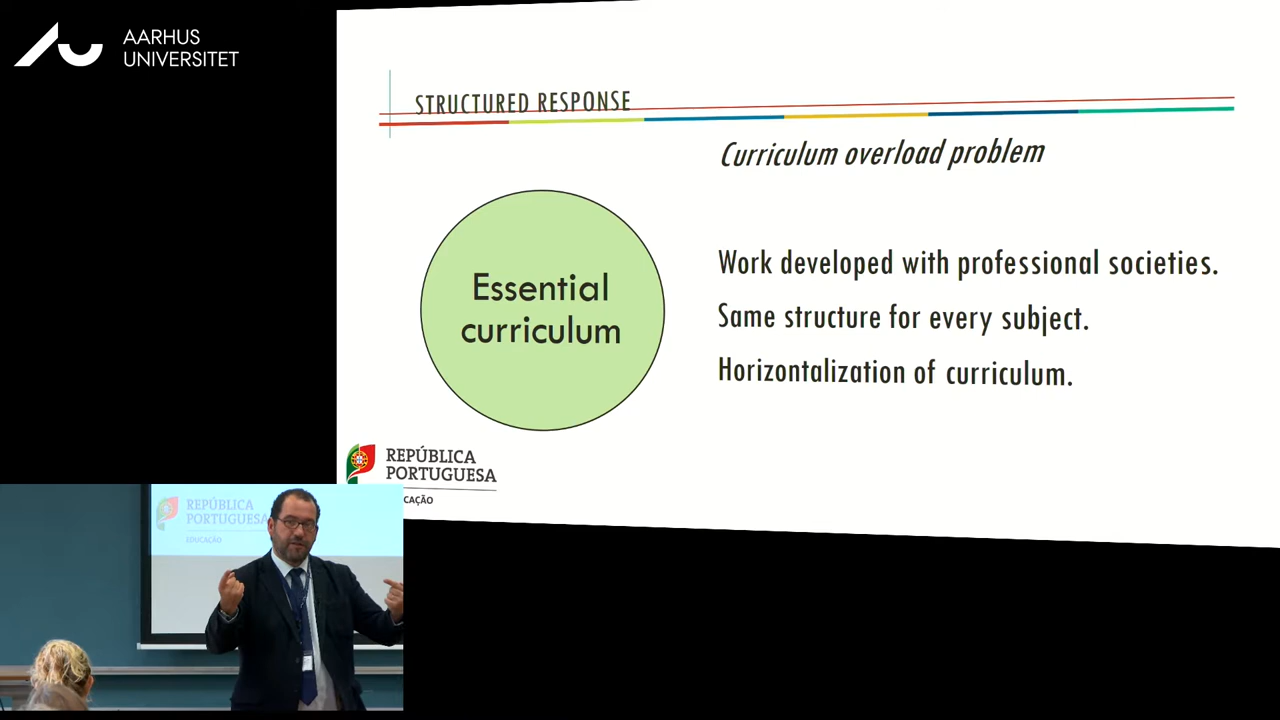 AARHUS
UNIVERSITET
STRUCTURED RESPONSE
Curriculum overload problem
Essential
curriculum
Work developed with professional societies.
Same structure for every subject.
Horizontalization of curriculum.
REPÚBLICA
PORTUGUESA
CAÇÃO
REPÚBLICA
PORTUGUESA
EDUCAÇÃO